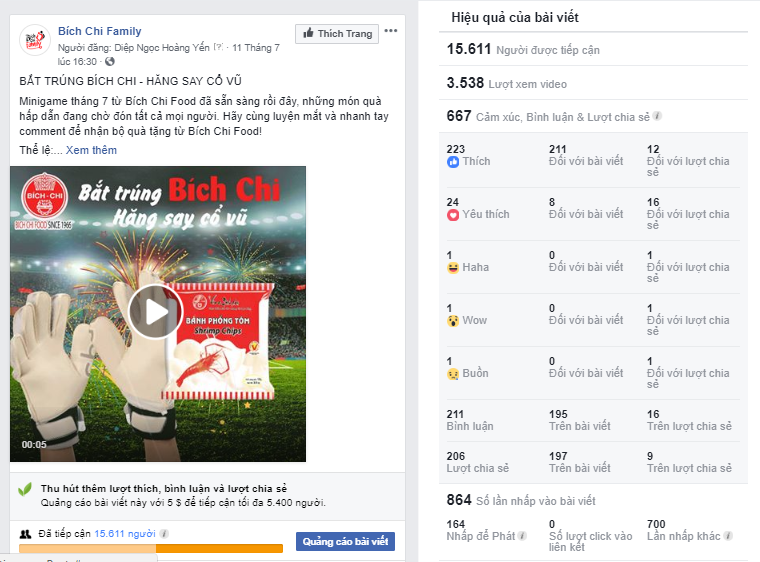 Bích Chi Family
Người đăng: Diệp Ngọc Hoàng Yến [?] · 11 Tháng 7
lúc 16:30 ·
Thích Trang
BẮT TRÚNG BÍCH CHI - HĂNG SAY CỔ VŨ
Minigame tháng 7 từ Bích Chi Food đã sẵn sàng rồi đây, những món quà
hấp dẫn đang chờ đón tất cả mọi người. Hãy cùng luyện mắt và nhanh tay
comment để nhận bộ quà tặng từ Bích Chi Food!
Thể lệ:... Xem thêm
BÍCH - CHI
BICH CHI FOOD SINCE 1966
Bắt trúng Bích Chi
Hăng say cổ vũ
BÁNH PHỒNG TÔM
Shrimp Chips
00:05
Thu hút thêm lượt thích, bình luận và lượt chia sẻ
Quảng cáo bài viết này với 5 $ để tiếp cận tối đa 5.400 người.
Đã tiếp cận 15.611 người
Quảng cáo bài viết
Hiệu quả của bài viết
15.611 Người được tiếp cận
3.538 Lượt xem video
667 Cảm xúc, Bình luận & Lượt chia sẻ
223 211 12
Thích Đối với bài viết Đối với lượt chia
sẻ
24 8 16
Yêu thích Đối với bài viết Đối với lượt chia
sẻ
1 0 1
Haha Đối với bài viết Đối với lượt chia
sẻ
1 0 1
Wow Đối với bài viết Đối với lượt chia
sẻ
1 0 1
Buồn Đối với bài viết Đối với lượt chia
sẻ
211 195 16
Bình luận Trên bài viết Trên lượt chia sẻ
206 197 9
Lượt chia sẻ Trên bài viết Trên lượt chia sẻ
864 Số lần nhấp vào bài viết
164 0 700
Nhấp để Phát Số lượt click vào Lần nhấp khác
liên kết